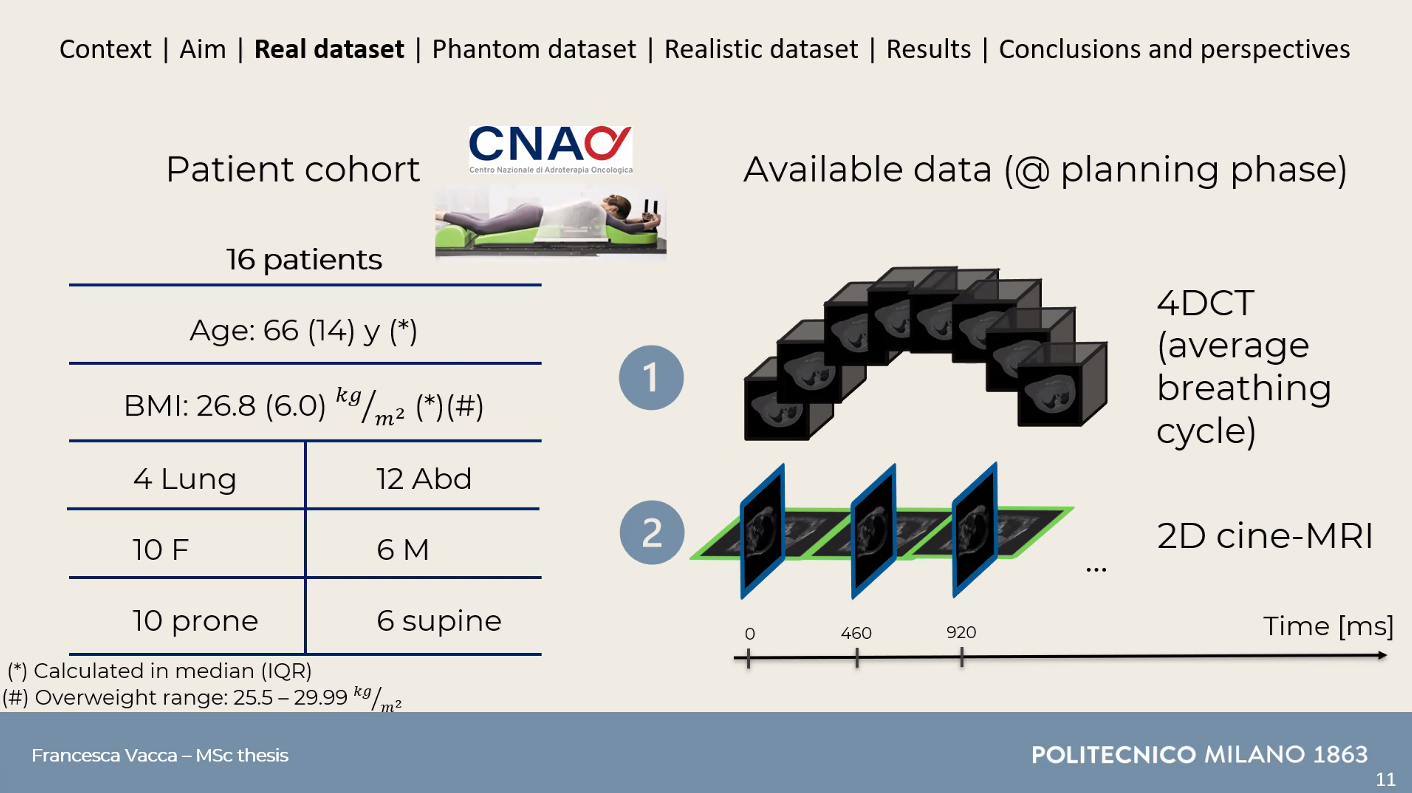 Context | Aim | Real dataset | Phantom dataset | Realistic dataset | Results | Conclusions and perspectives
Patient cohort
CNAO
Centro Nazionale di Adroterapia Oncologica
16 patients
Age: 66 (14) y (*)
BMI: 26.8 (6.0) kg/m² (*)(#)
4 Lung 12 Abd
10 F 6 M
10 prone 6 supine
(*) Calculated in median (IQR)
(#) Overweight range: 25.5 – 29.99 kg/m²
Available data (@ planning phase)
1
4DCT
(average
breathing
cycle)
2
2D cine-MRI
...
0 460 920
Time [ms]
Francesca Vacca – MSc thesis
POLITECNICO MILANO 1863
11